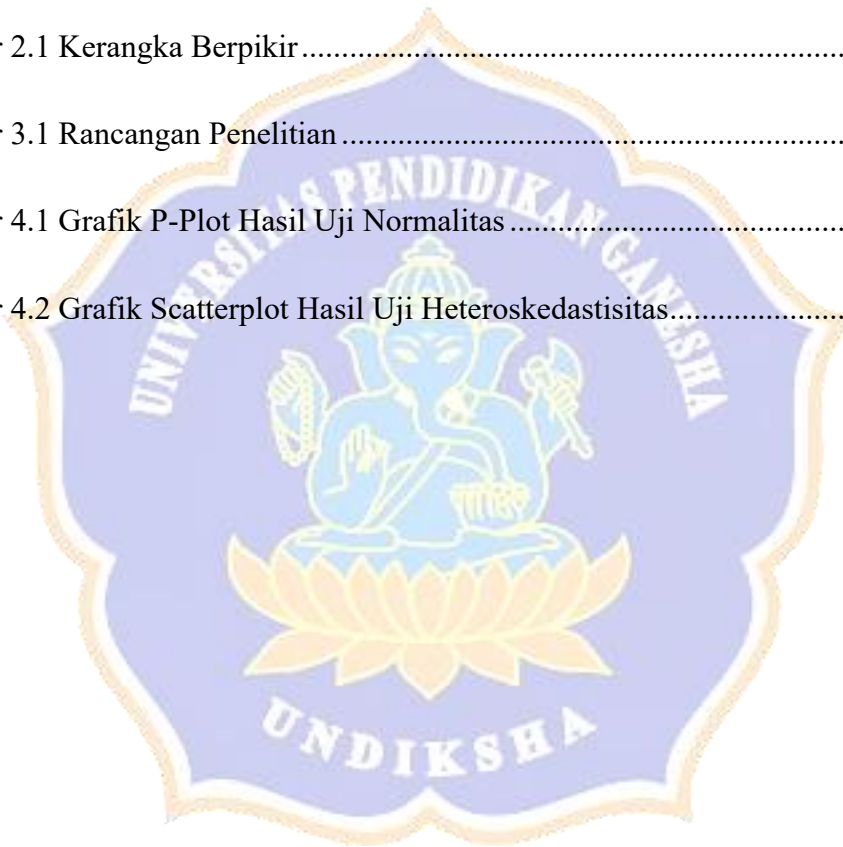 r 2.1 Kerangka Berpikir........................................................................
r 3.1 Rancangan Penelitian...................................................................
r 4.1 Grafik P-Plot Hasil Uji Normalitas..............................................
r 4.2 Grafik Scatterplot Hasil Uji Heteroskedastisitas.........................
UNIVERSITAS PENDIDIKAN GANESHA
UNDIKSHA